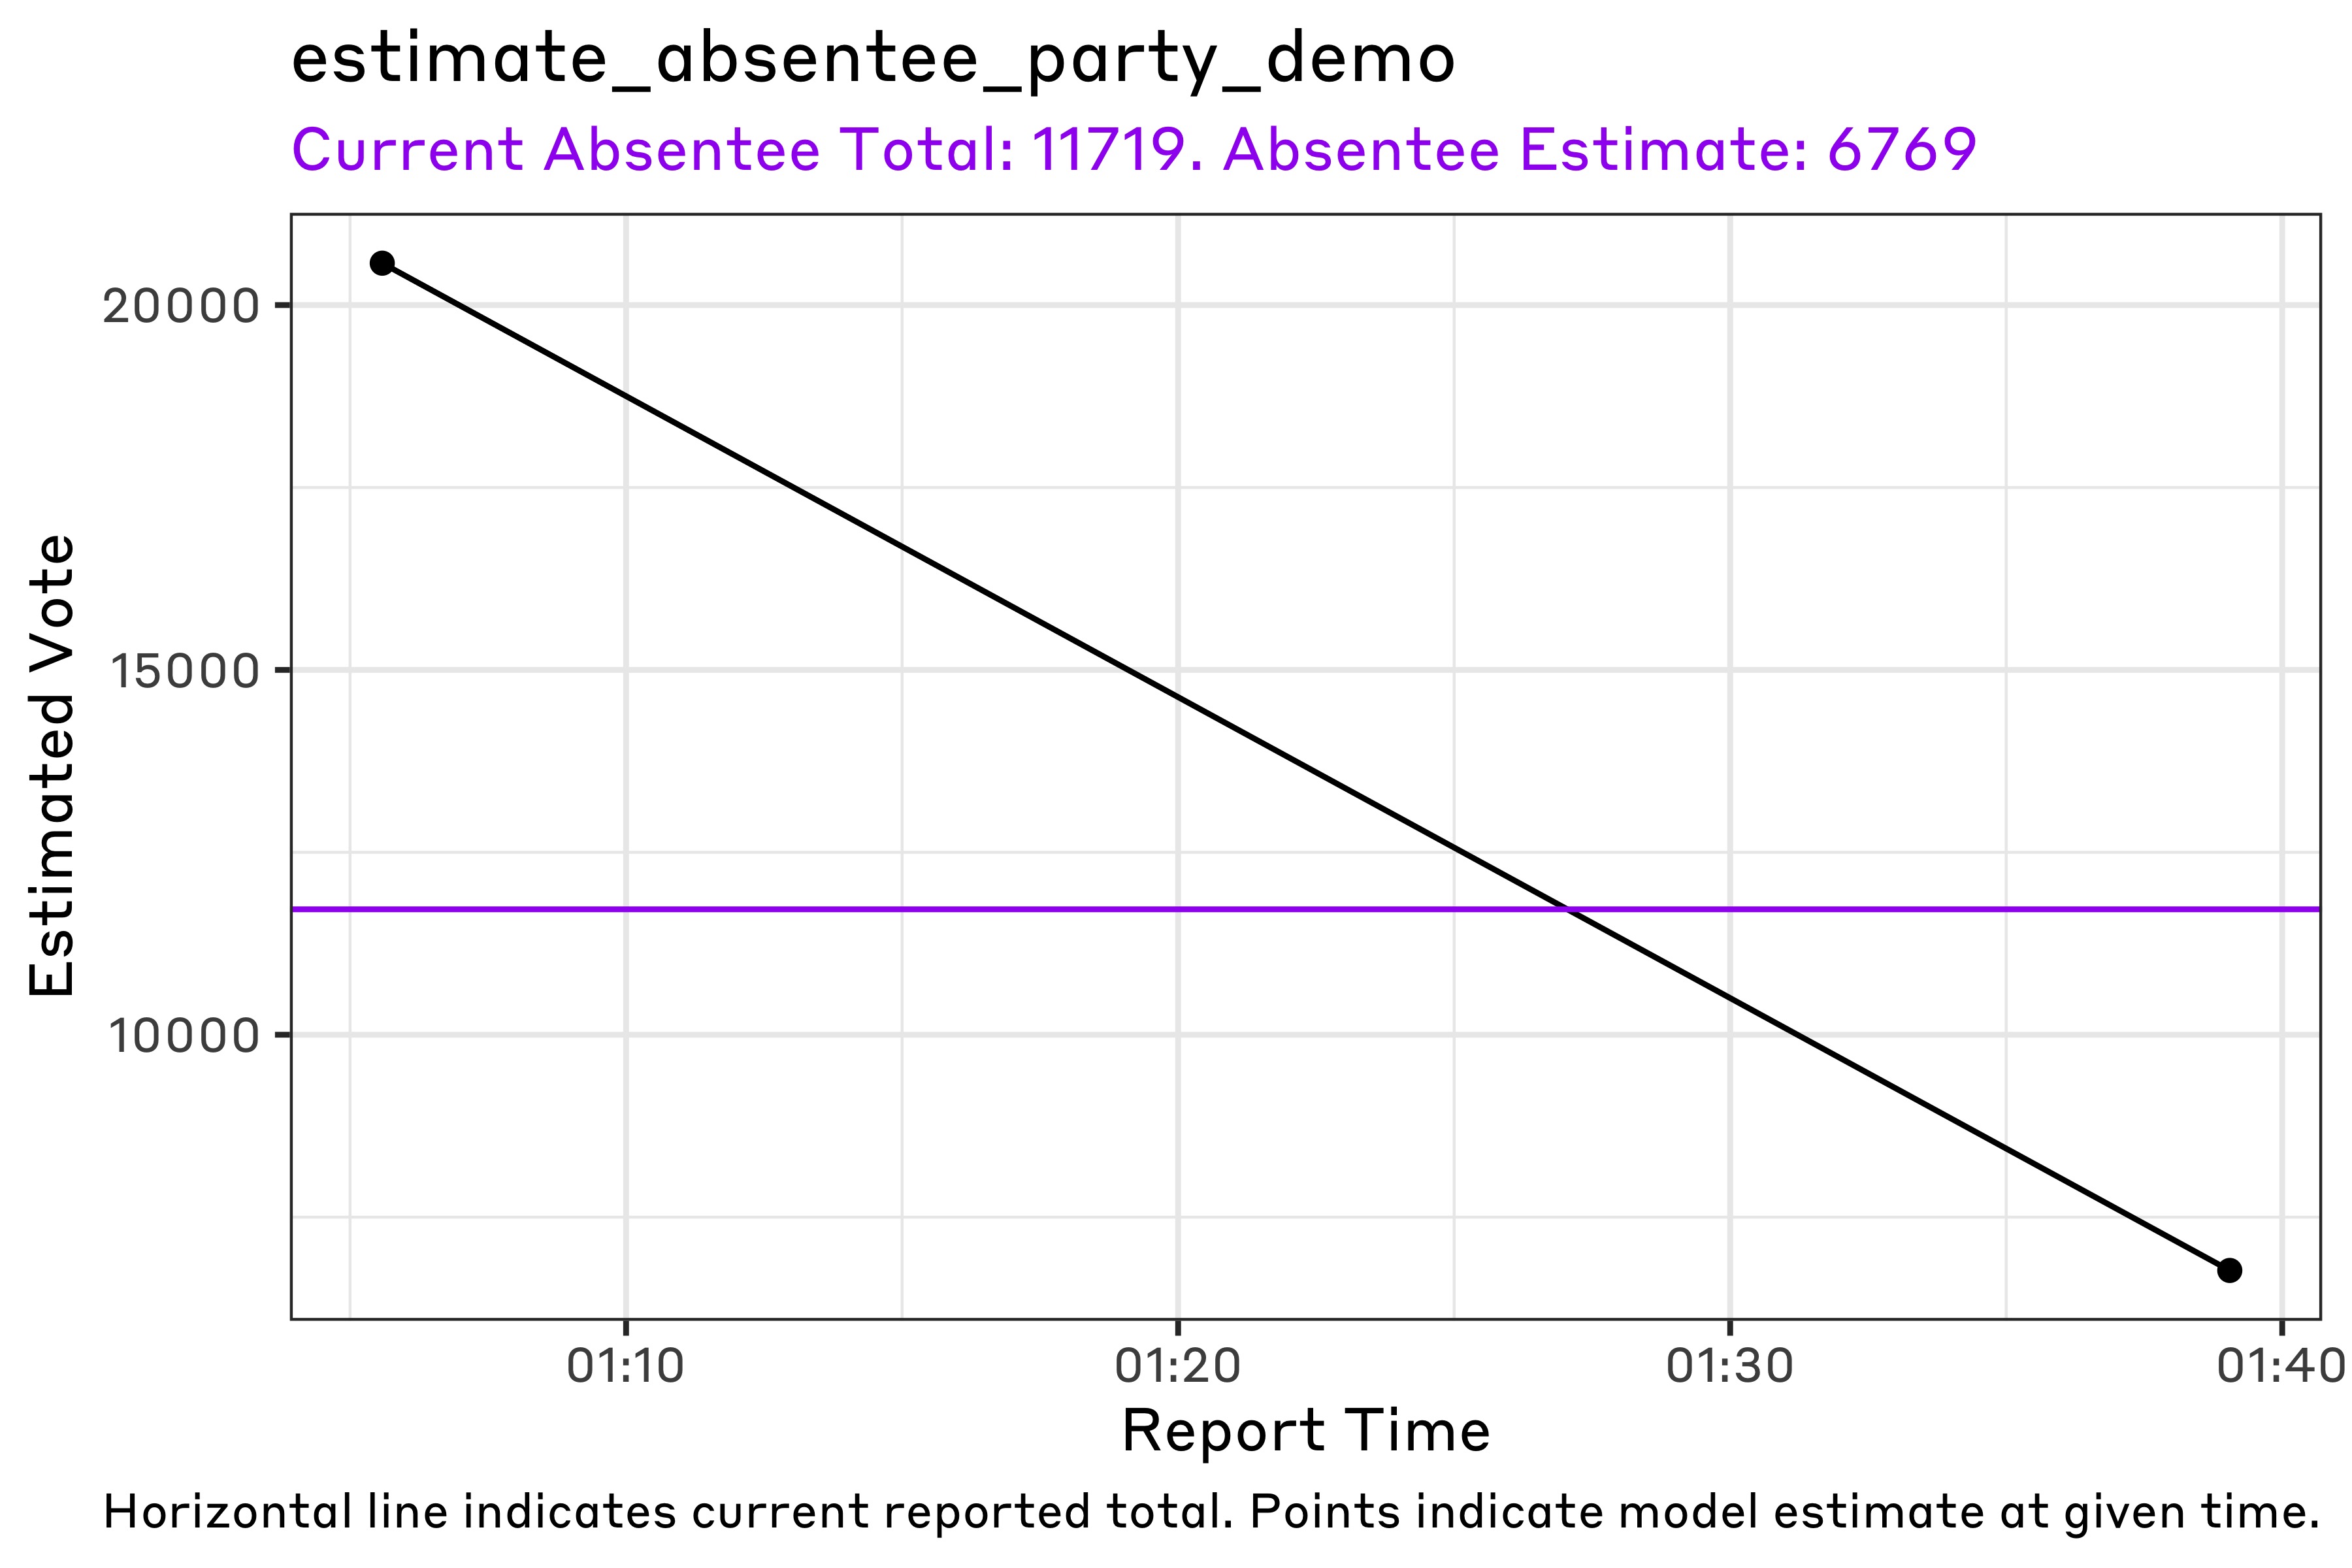 estimate_absentee_party_demo
Current Absentee Total: 11719. Absentee Estimate: 6769
Estimated Vote
20000
15000
10000
01:10 01:20 01:30 01:40
Report Time
Horizontal line indicates current reported total. Points indicate model estimate at given time.